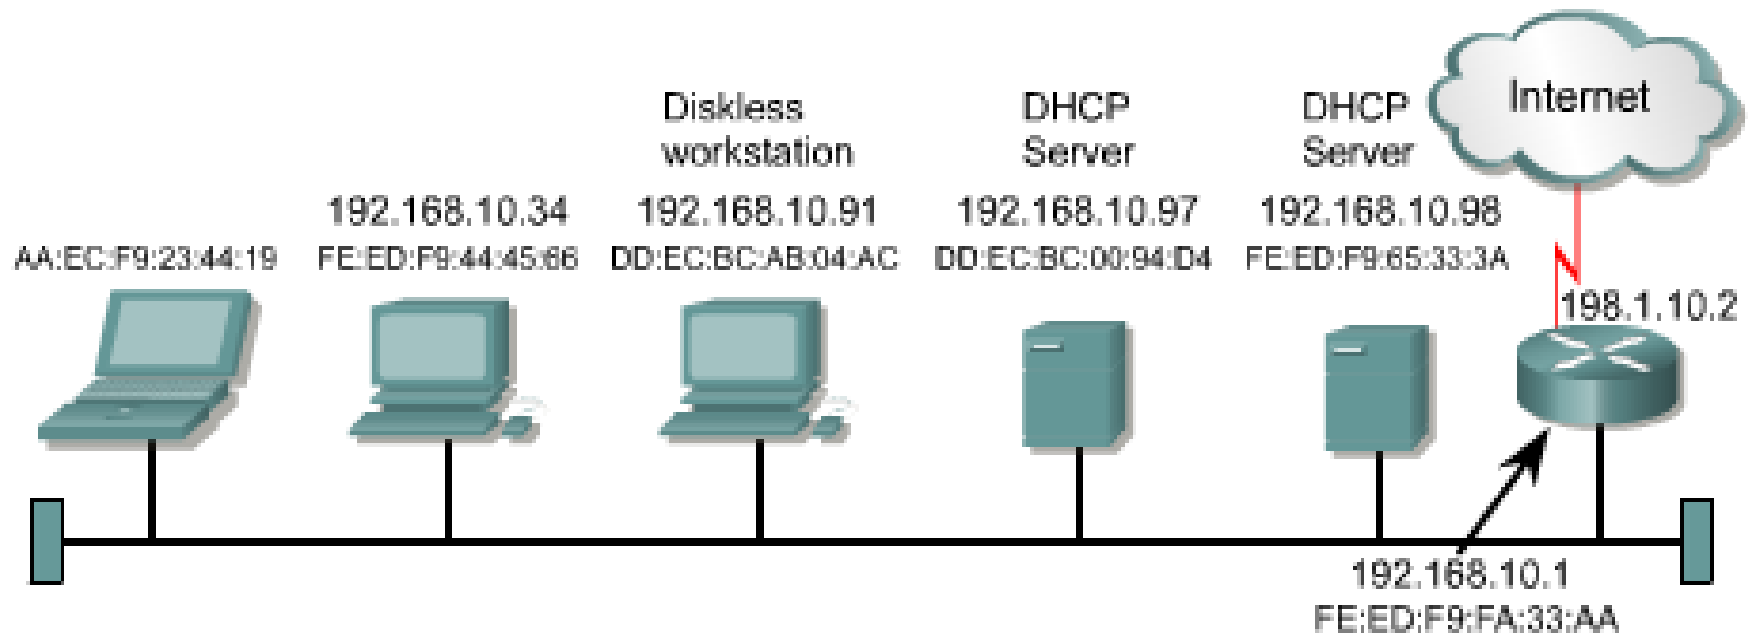 Internet
Diskless
workstation
DHCP
Server
DHCP
Server
192.168.10.34
192.168.10.91
192.168.10.97
192.168.10.98
AA:EC:F9:23:44:19
FE:ED:F9:44:45:66
DD:EC:BC:AB:04:AC
DD:EC:BC:00:94:D4
FE:ED:F9:65:33:3A
198.1.10.2
192.168.10.1
FE:ED:F9:FA:33:AA